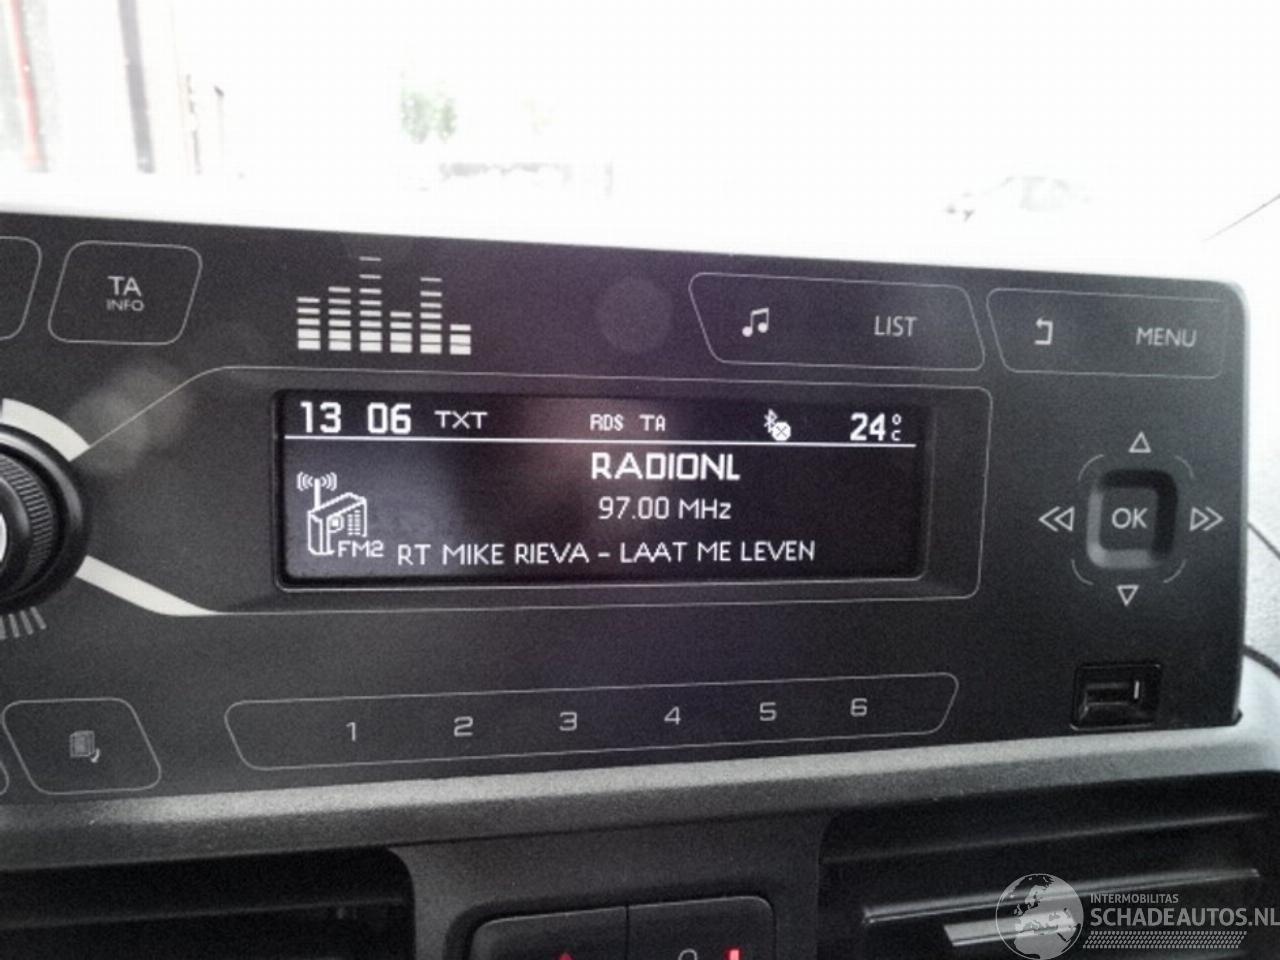 TA
INFO
LIST
MENU
13 06 TXT RDS TA 24°C
RADIONL
97.00 MHz
FM2 RT MIKE RIEVA - LAAT ME LEVEN
OK
1 2 3 4 5 6
INTERMOBILITAS
SCHADEAUTOS.NL